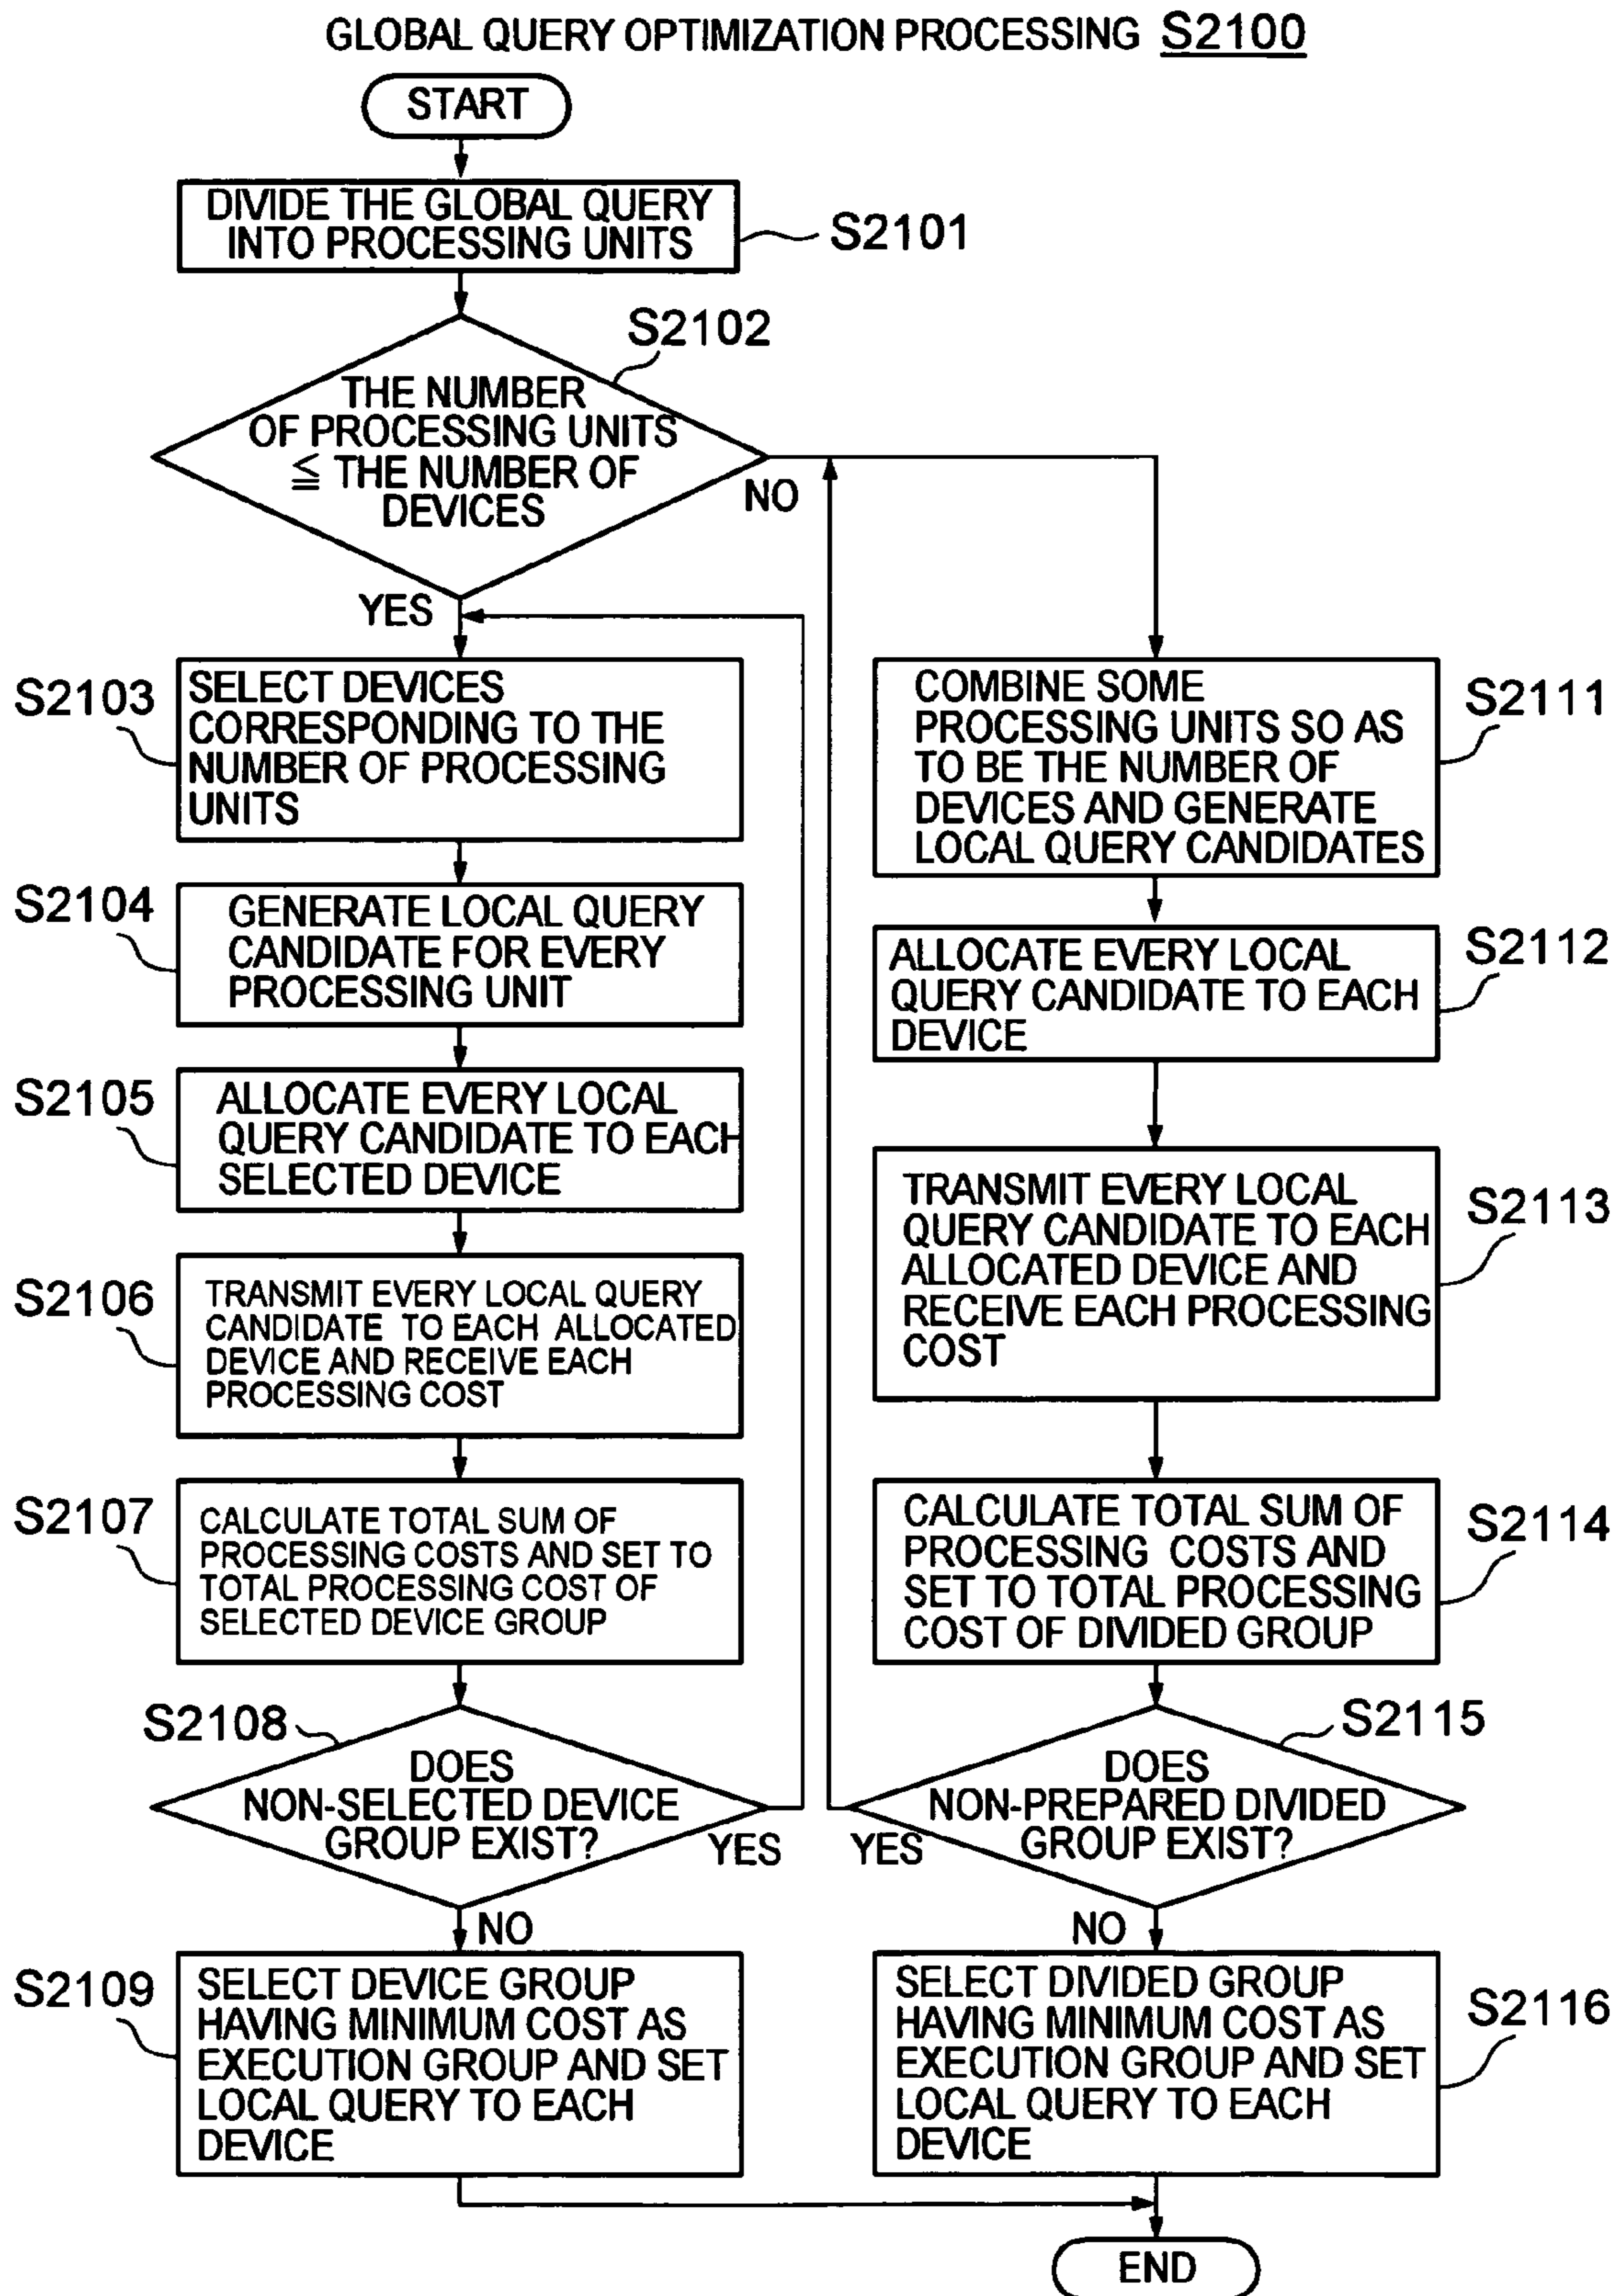 GLOBAL QUERY OPTIMIZATION PROCESSING S2100
START
DIVIDE THE GLOBAL QUERY
INTO PROCESSING UNITS
S2101
S2102
THE NUMBER
OF PROCESSING UNITS
≦ THE NUMBER OF
DEVICES
NO
YES
S2103
SELECT DEVICES
CORRESPONDING TO THE
NUMBER OF PROCESSING
UNITS
S2104
GENERATE LOCAL QUERY
CANDIDATE FOR EVERY
PROCESSING UNIT
S2105
ALLOCATE EVERY LOCAL
QUERY CANDIDATE TO EACH
SELECTED DEVICE
S2106
TRANSMIT EVERY LOCAL QUERY
CANDIDATE TO EACH ALLOCATED
DEVICE AND RECEIVE EACH
PROCESSING COST
S2107
CALCULATE TOTAL SUM OF
PROCESSING COSTS AND SET TO
TOTAL PROCESSING COST OF
SELECTED DEVICE GROUP
S2108
DOES
NON-SELECTED DEVICE
GROUP EXIST?
YES
NO
S2109
SELECT DEVICE GROUP
HAVING MINIMUM COST AS
EXECUTION GROUP AND SET
LOCAL QUERY TO EACH
DEVICE
COMBINE SOME
PROCESSING UNITS SO AS
TO BE THE NUMBER OF
DEVICES AND GENERATE
LOCAL QUERY CANDIDATES
S2111
ALLOCATE EVERY LOCAL
QUERY CANDIDATE TO EACH
DEVICE
S2112
TRANSMIT EVERY LOCAL
QUERY CANDIDATE TO EACH
ALLOCATED DEVICE AND
RECEIVE EACH PROCESSING
COST
S2113
CALCULATE TOTAL SUM OF
PROCESSING COSTS AND
SET TO TOTAL PROCESSING
COST OF DIVIDED GROUP
S2114
S2115
DOES
NON-PREPARED DIVIDED
GROUP EXIST?
YES
NO
SELECT DIVIDED GROUP
HAVING MINIMUM COST AS
EXECUTION GROUP AND SET
LOCAL QUERY TO EACH
DEVICE
S2116
END